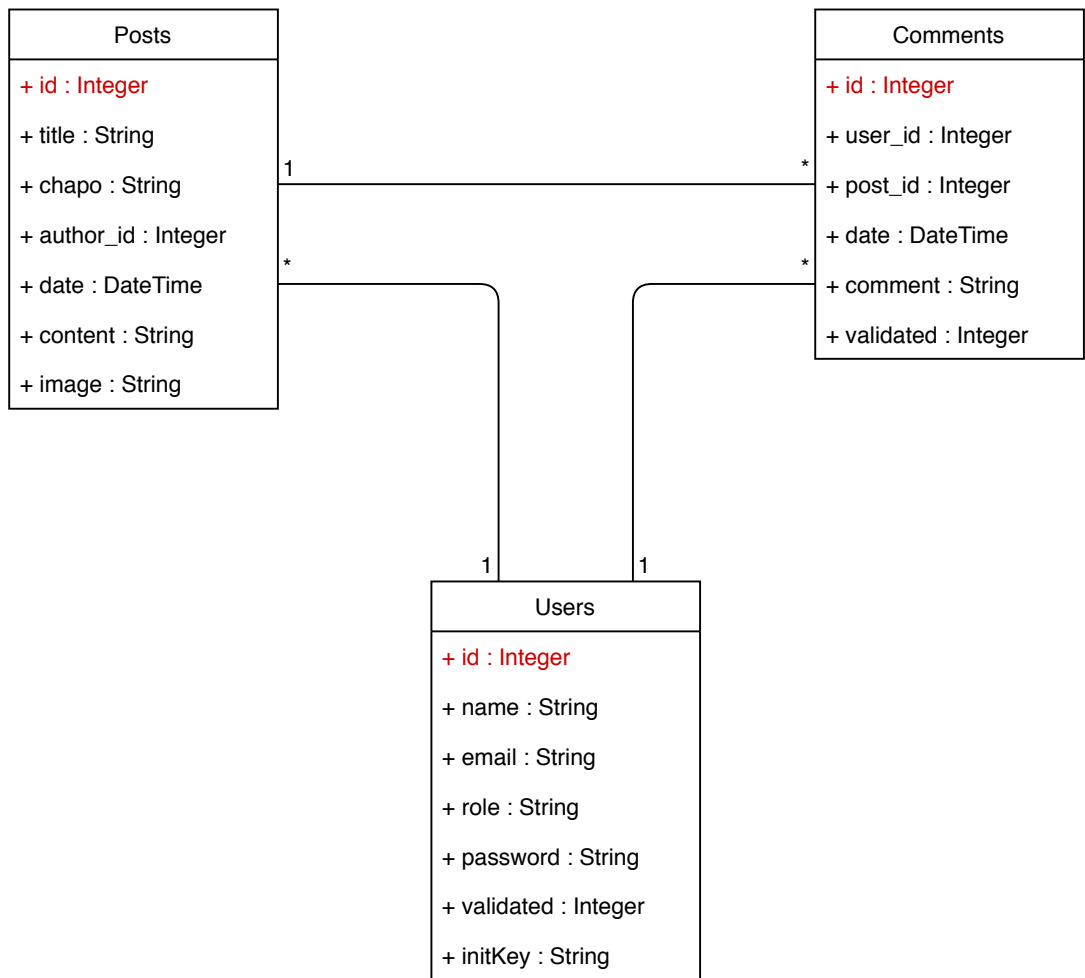 Posts
+ id : Integer
+ title : String
+ chapo : String
+ author_id : Integer
+ date : DateTime
+ content : String
+ image : String
1
*
*
*
Comments
+ id : Integer
+ user_id : Integer
+ post_id : Integer
+ date : DateTime
+ comment : String
+ validated : Integer
1
1
Users
+ id : Integer
+ name : String
+ email : String
+ role : String
+ password : String
+ validated : Integer
+ initKey : String